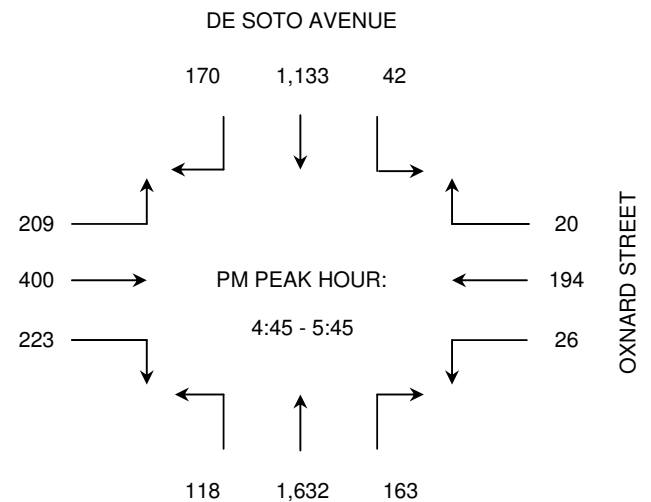 DE SOTO AVENUE
170 1,133 42
209 20
400 PM PEAK HOUR: 194
4:45 - 5:45
223 26
OXNARD STREET
118 1,632 163